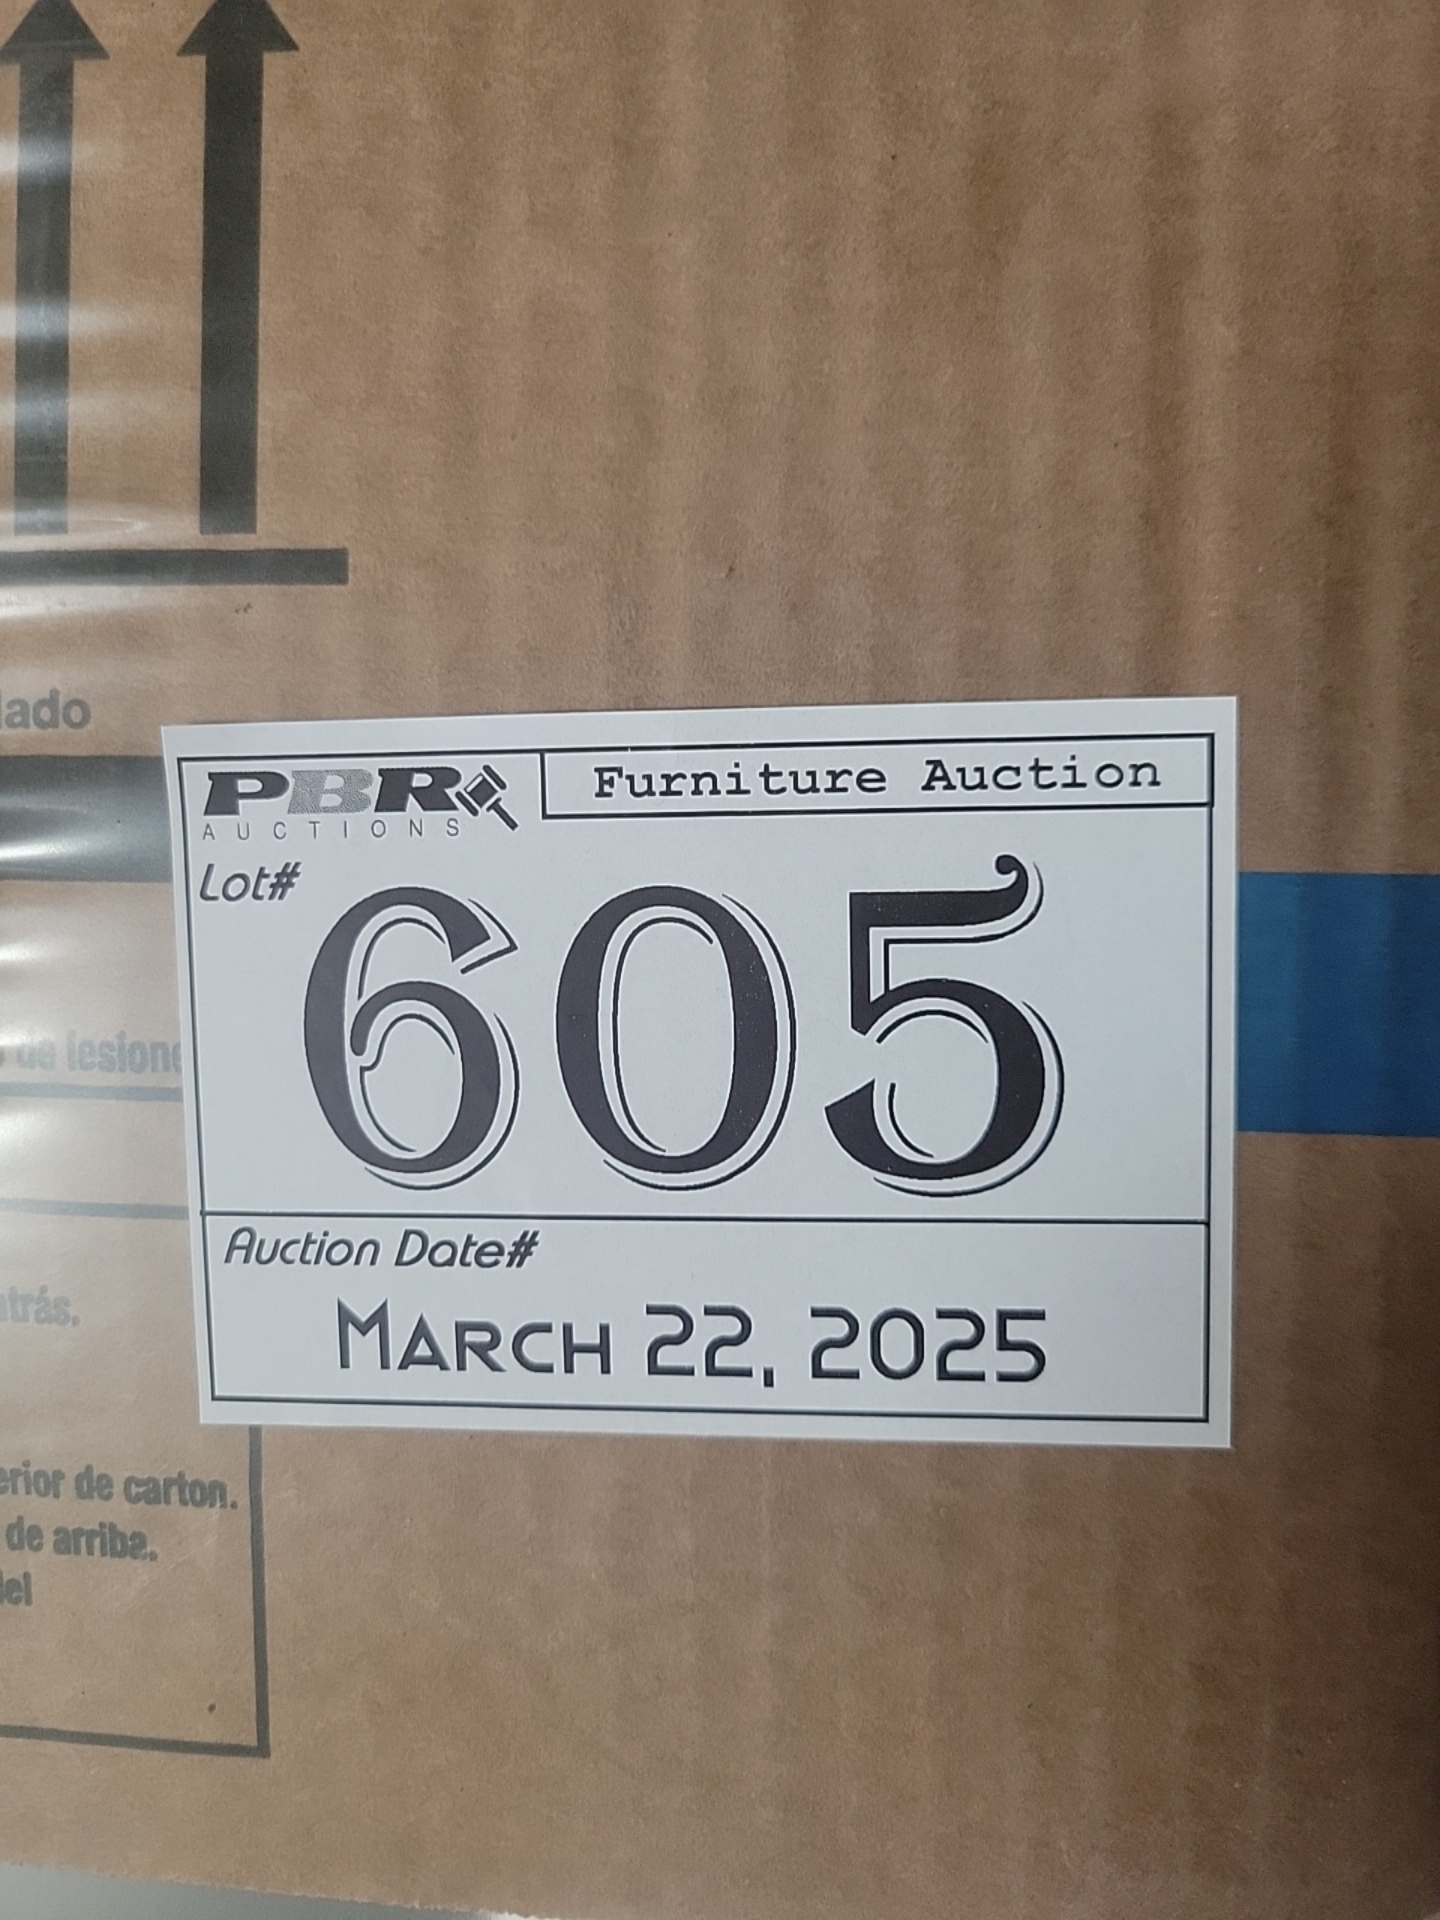 lado
PBR
AUCTIONS
Furniture Auction
Lot#
605
de lesione
Auction Date#
March 22, 2025
atrás.
erior de carton.
de arriba.
del